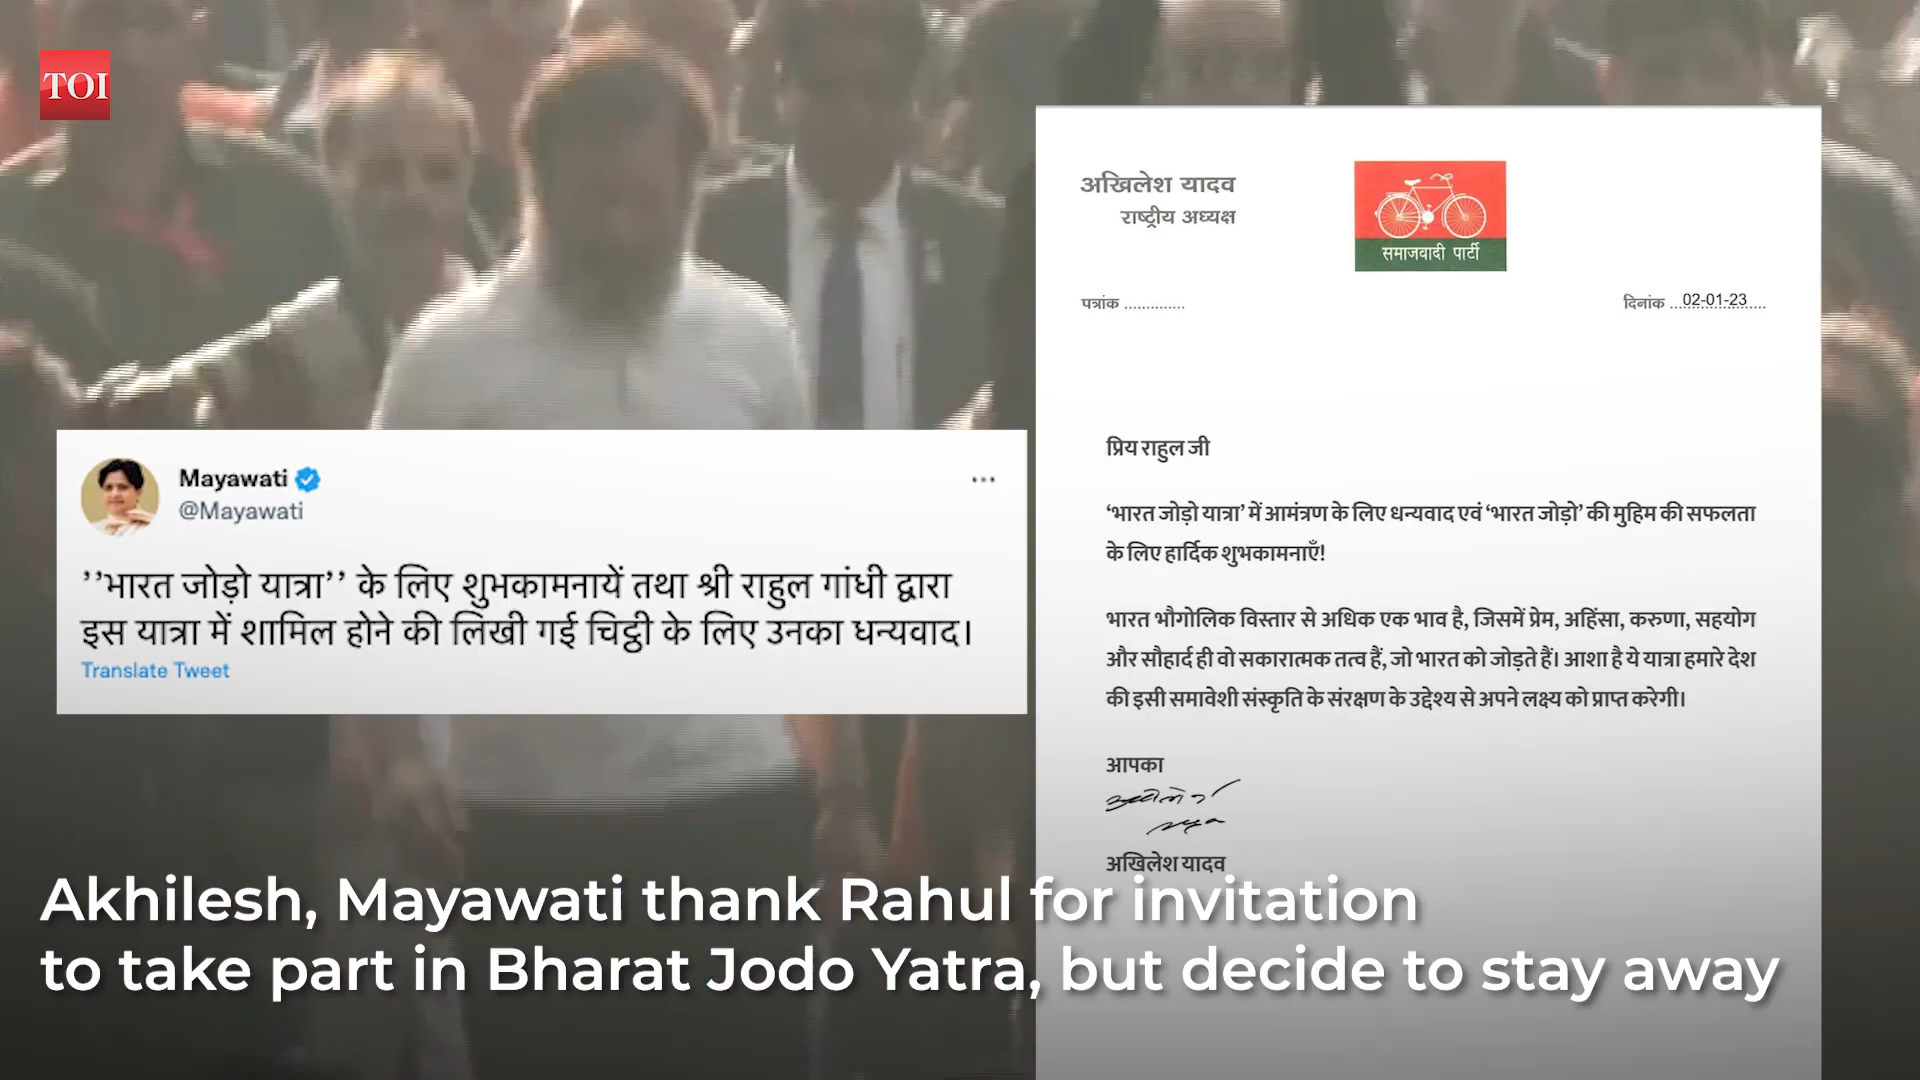 TOI
Mayawati
@Mayawati
’’भारत जोड़ो यात्रा’’ के लिए शुभकामनायें तथा श्री राहुल गांधी द्वारा
इस यात्रा में शामिल होने की लिखी गई चिट्ठी के लिए उनका धन्यवाद।
Translate Tweet
अखिलेश यादव
राष्ट्रीय अध्यक्ष
समाजवादी पार्टी
पत्रांक ..............
दिनांक ...02-01-23...
प्रिय राहुल जी
‘भारत जोड़ो यात्रा’ में आमंत्रण के लिए धन्यवाद एवं ‘भारत जोड़ो’ की मुहिम की सफलता
के लिए हार्दिक शुभकामनाएँ!
भारत भौगोलिक विस्तार से अधिक एक भाव है, जिसमें प्रेम, अहिंसा, करुणा, सहयोग
और सौहार्द ही वो सकारात्मक तत्व हैं, जो भारत को जोड़ते हैं। आशा है ये यात्रा हमारे देश
की इसी समावेशी संस्कृति के संरक्षण के उद्देश्य से अपने लक्ष्य को प्राप्त करेगी।
आपका
अखिलेश यादव
Akhilesh, Mayawati thank Rahul for invitation
to take part in Bharat Jodo Yatra, but decide to stay away